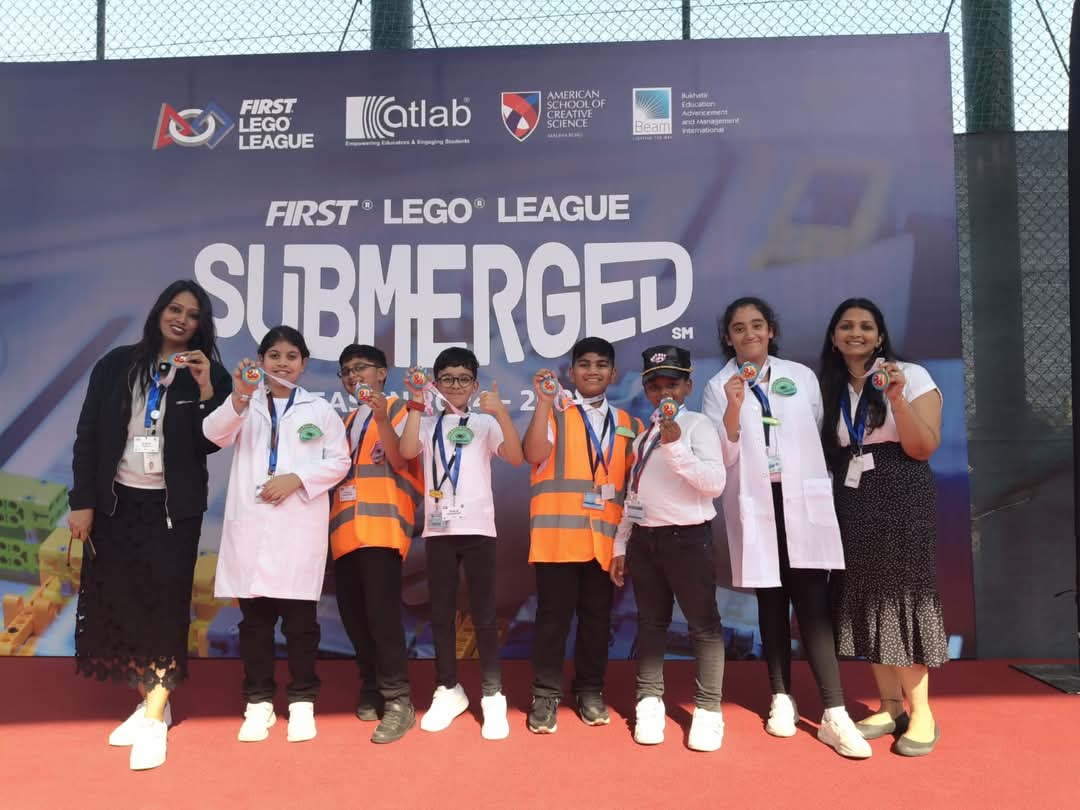 FIRST
LEGO
LEAGUE
atlab
Empowering Educators & Engaging Students
AMERICAN
SCHOOL OF
CREATIVE
SCIENCE
Beam
Bukhatir
Education
Advancement
and Management
International
FIRST® LEGO® LEAGUE
SUBMERGED
SM